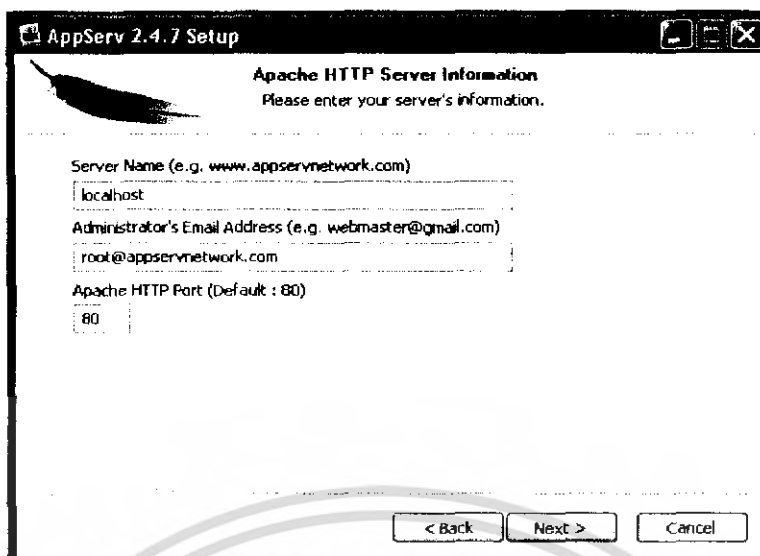 AppServ 2.4.7 Setup
Apache HTTP Server Information
Please enter your server's information.
Server Name (e.g. www.appservnetwork.com)
localhost
Administrator's Email Address (e.g. webmaster@gmail.com)
root@appservnetwork.com
Apache HTTP Port (Default : 80)
80
< Back Next > Cancel